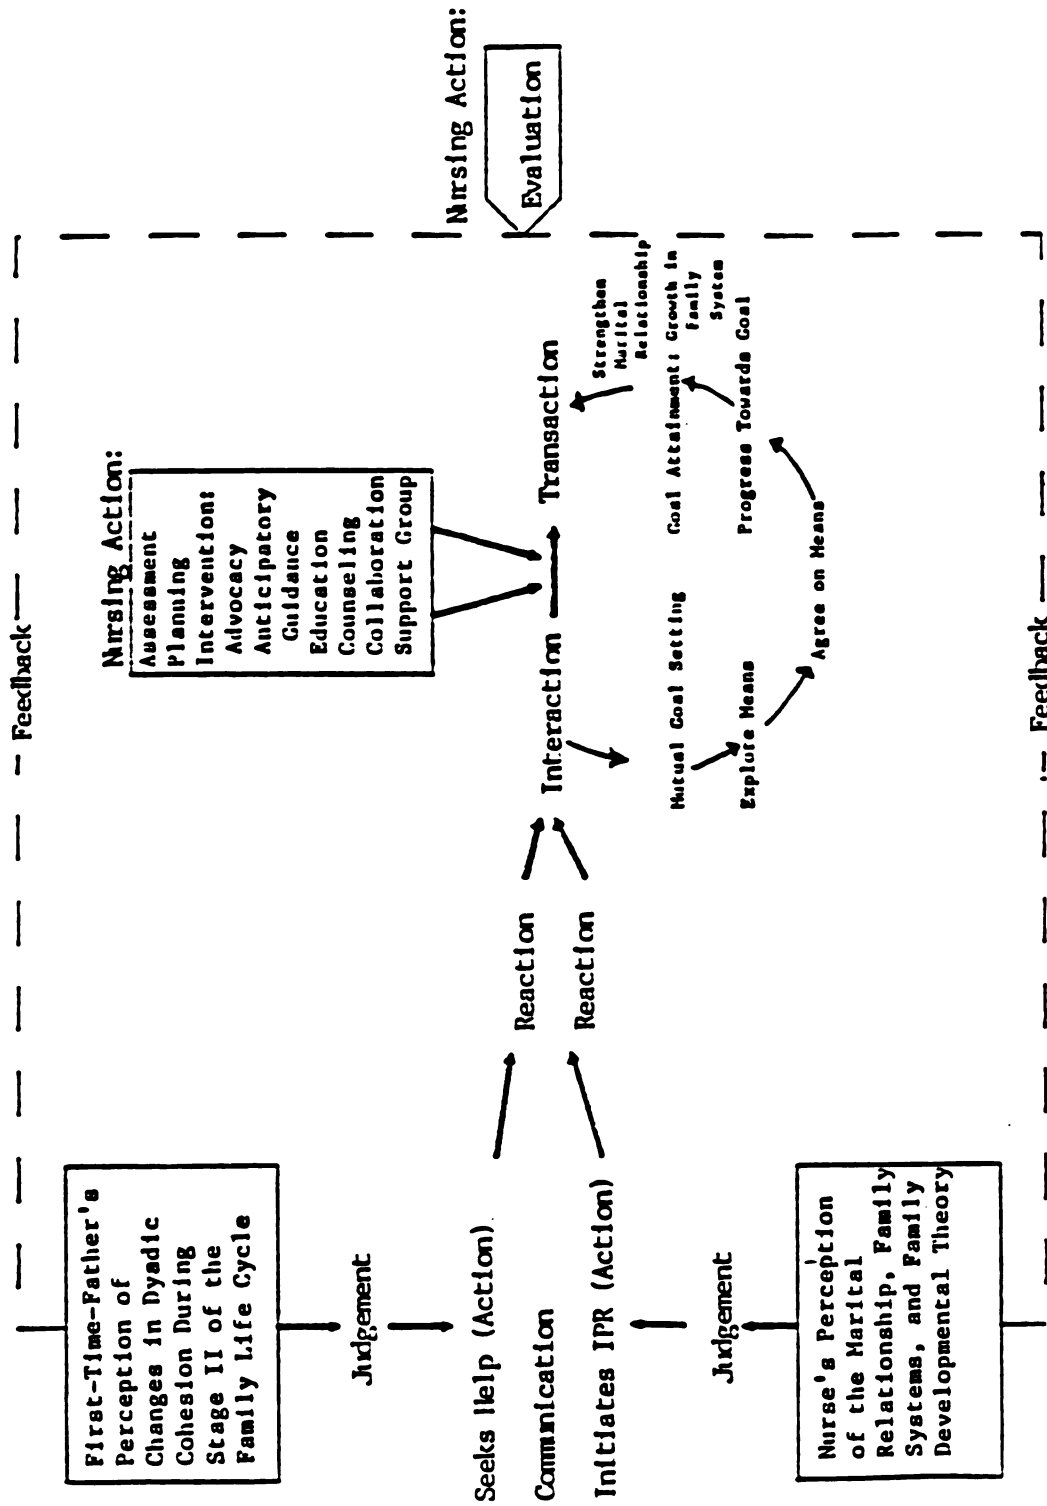 Feedback
First-Time-Father's
Perception of
Changes in Dyadic
Cohesion During
Stage II of the
Family Life Cycle
Judgement
Seeks Help (Action)
Communication
Initiates IPR (Action)
Judgement
Nurse's Perception
of the Marital
Relationship, Family
Systems, and Family
Developmental Theory
Reaction
Reaction
Interaction
Transaction
Nursing Action:
Assessment
Planning
Intervention:
Advocacy
Anticipatory
Guidance
Education
Counseling
Collaboration
Support Group
Mutual Goal Setting
Explore Means
Agree on Means
Progress Towards Goal
Goal Attainment: Growth in
Family
System
Strengthen
Marital
Relationship
Nursing Action:
Evaluation
Feedback